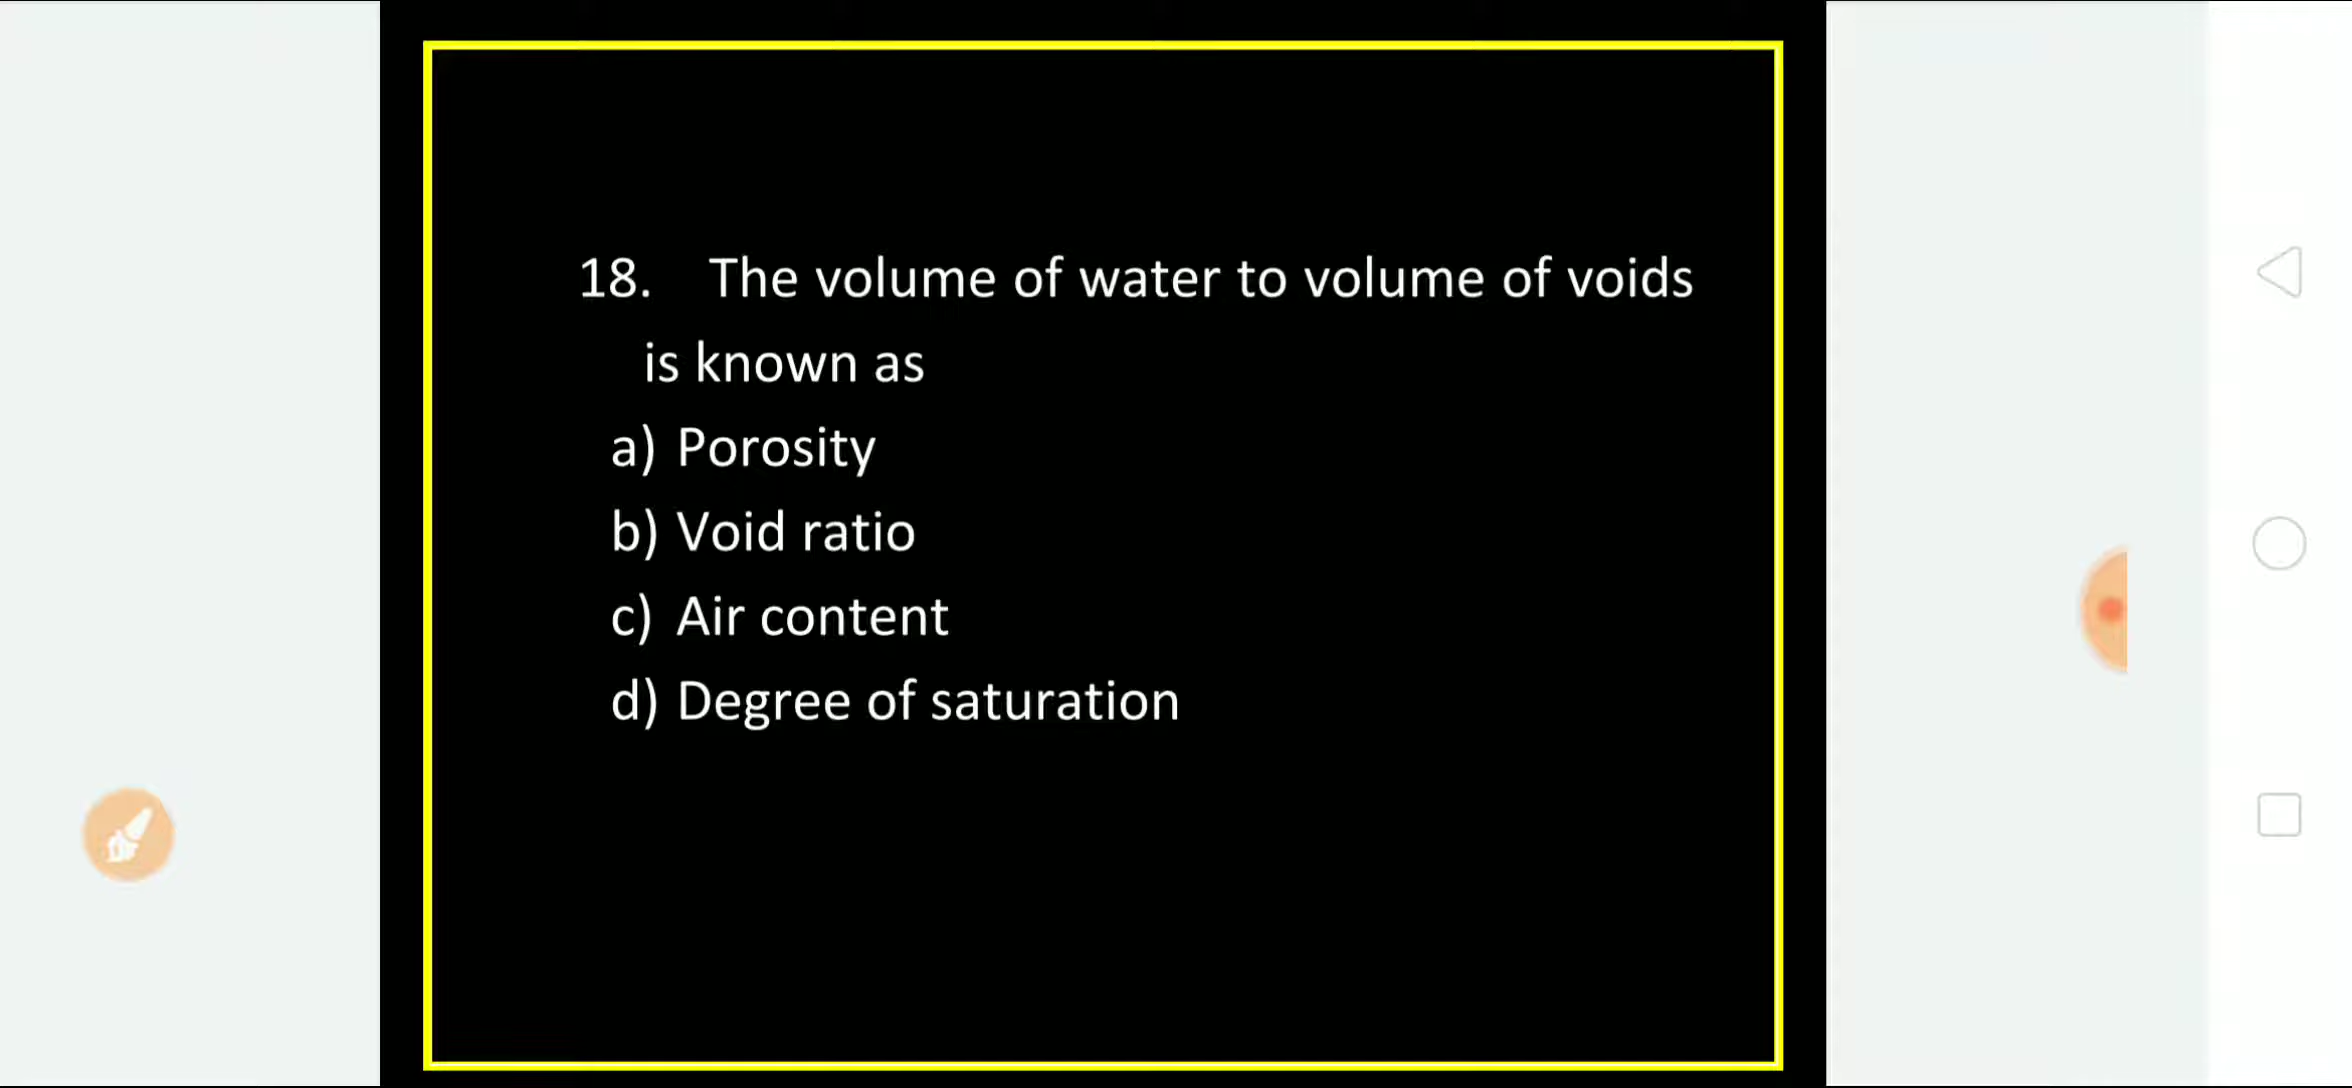 18. The volume of water to volume of voids
is known as
a) Porosity
b) Void ratio
c) Air content
d) Degree of saturation